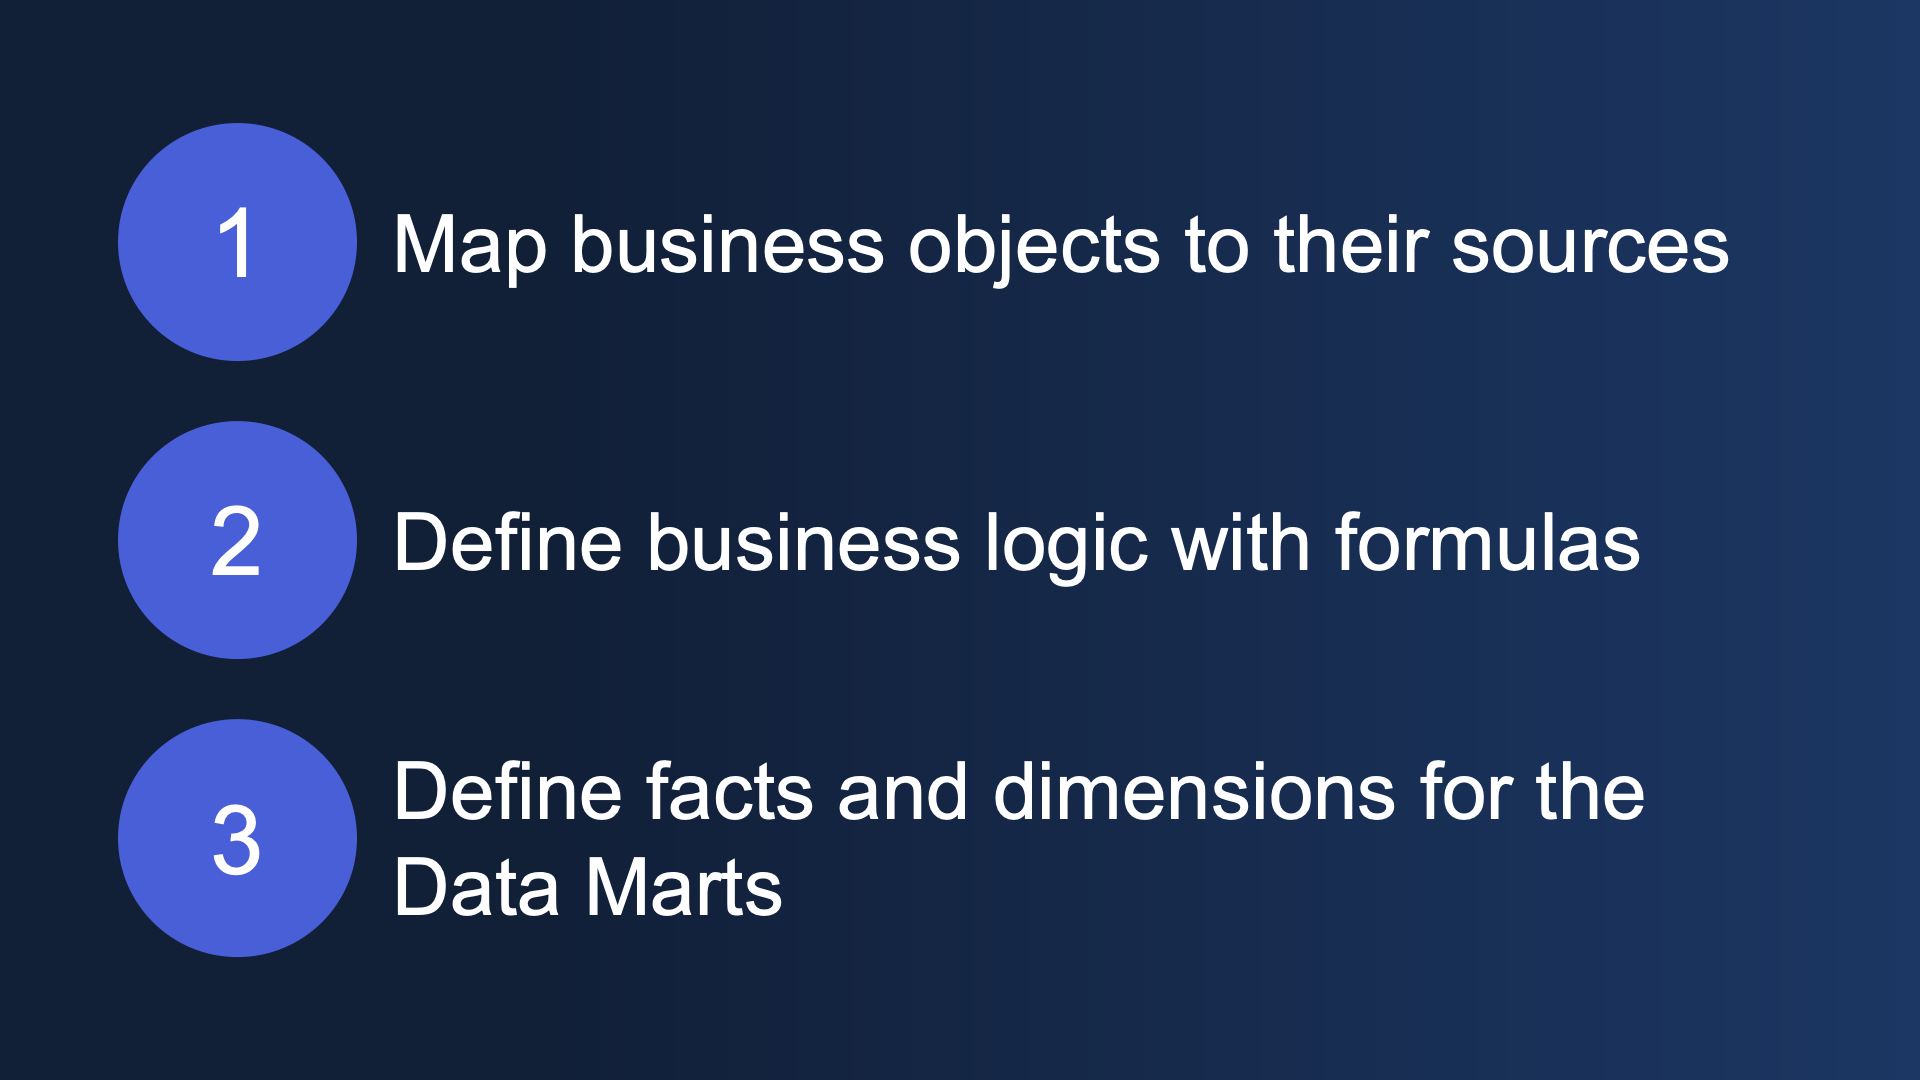 1
Map business objects to their sources
2
Define business logic with formulas
3
Define facts and dimensions for the
Data Marts